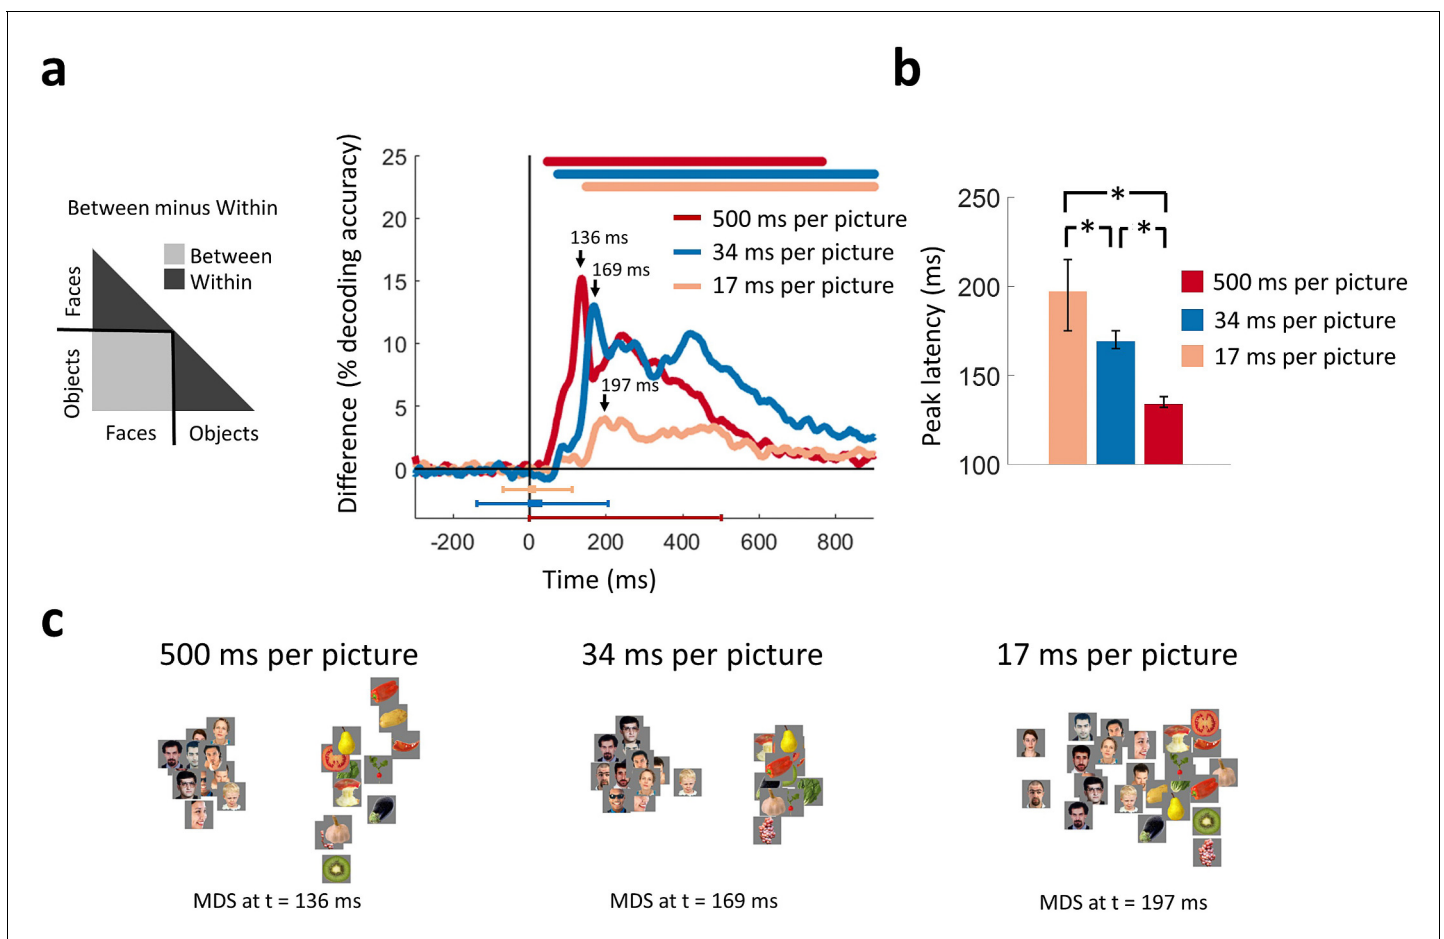 a
Between minus Within
Between
Within
Faces
Objects
Faces
Objects
Difference (% decoding accuracy)
25
20
15
10
5
0
-200
0
200
400
600
800
Time (ms)
500 ms per picture
34 ms per picture
17 ms per picture
136 ms
169 ms
197 ms
b
Peak latency (ms)
250
200
150
100
*
*
*
500 ms per picture
34 ms per picture
17 ms per picture
c
500 ms per picture
34 ms per picture
17 ms per picture
MDS at t = 136 ms
MDS at t = 169 ms
MDS at t = 197 ms